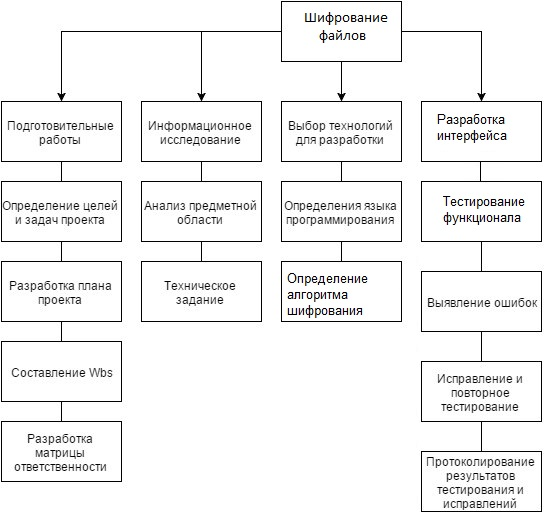 Шифрование
файлов
Подготовительные
работы
Информационное
исследование
Выбор технологий
для разработки
Разработка
интерфейса
Определение целей
и задач проекта
Анализ предметной
области
Определения языка
программирования
Тестирование
функционала
Разработка плана
проекта
Техническое
задание
Определение
алгоритма
шифрования
Выявление ошибок
Составление Wbs
Исправление и
повторное
тестирование
Разработка
матрицы
ответственности
Протоколирование
результатов
тестирования и
исправлений